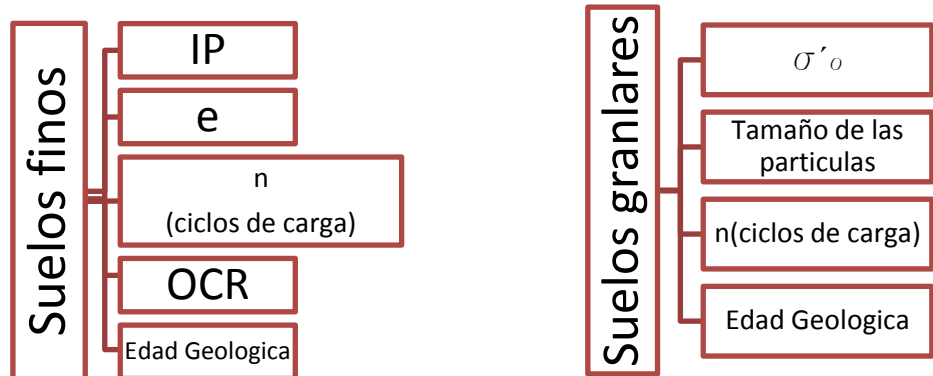 Suelos finos
IP
e
n
(ciclos de carga)
OCR
Edad Geologica
Suelos granlares
σ´o
Tamaño de las
particulas
n(ciclos de carga)
Edad Geologica